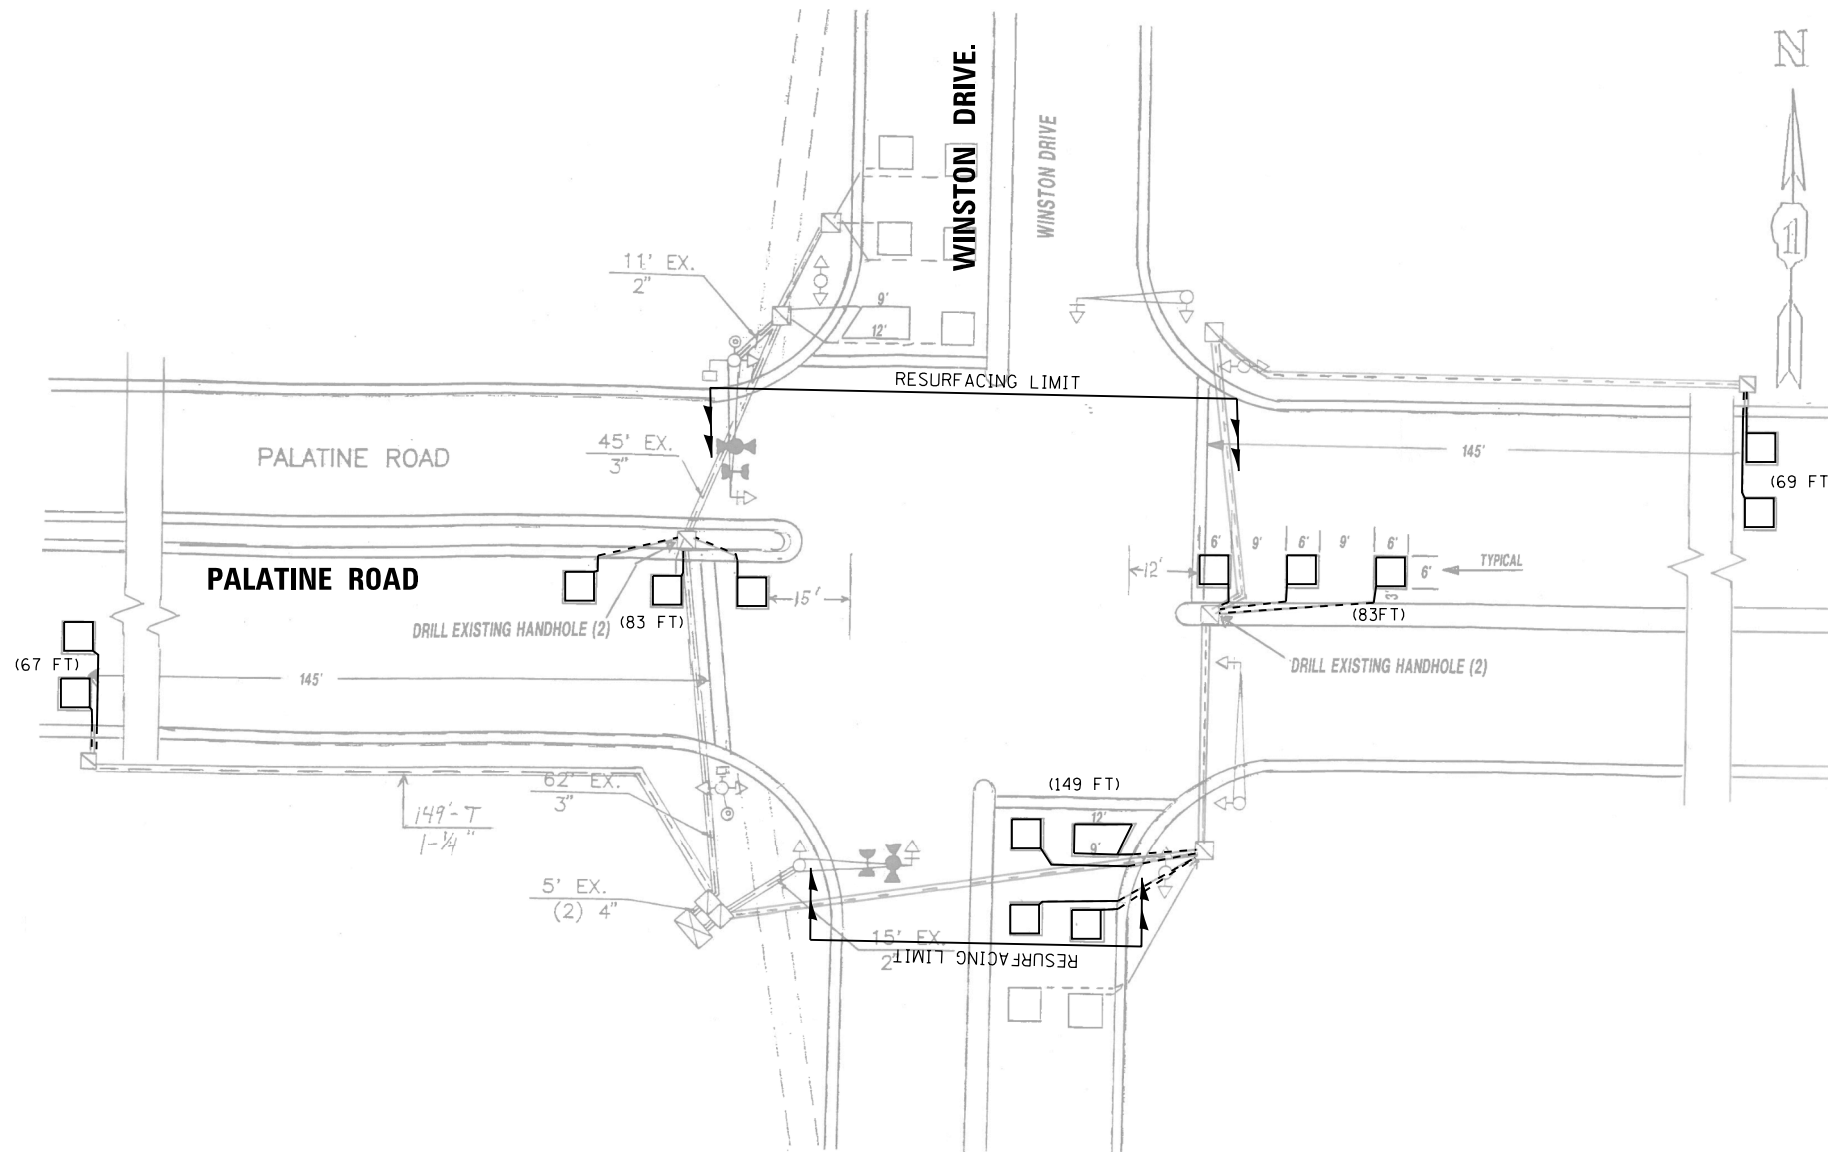 N
WINSTON DRIVE.
WINSTON DRIVE
1
11' EX.
2"
9'
12'
RESURFACING LIMIT
PALATINE ROAD
45' EX.
3"
145'
(69 FT
6'
9'
6'
9'
6'
TYPICAL
6'
12'
3'
PALATINE ROAD
15'
DRILL EXISTING HANDHOLE (2)
(83 FT)
(83FT)
(67 FT)
145'
DRILL EXISTING HANDHOLE (2)
62' EX.
3"
(149 FT)
149'-T
1-1/4"
12'
9'
5' EX.
(2) 4"
15' EX.
2"
RESURFACING LIMIT